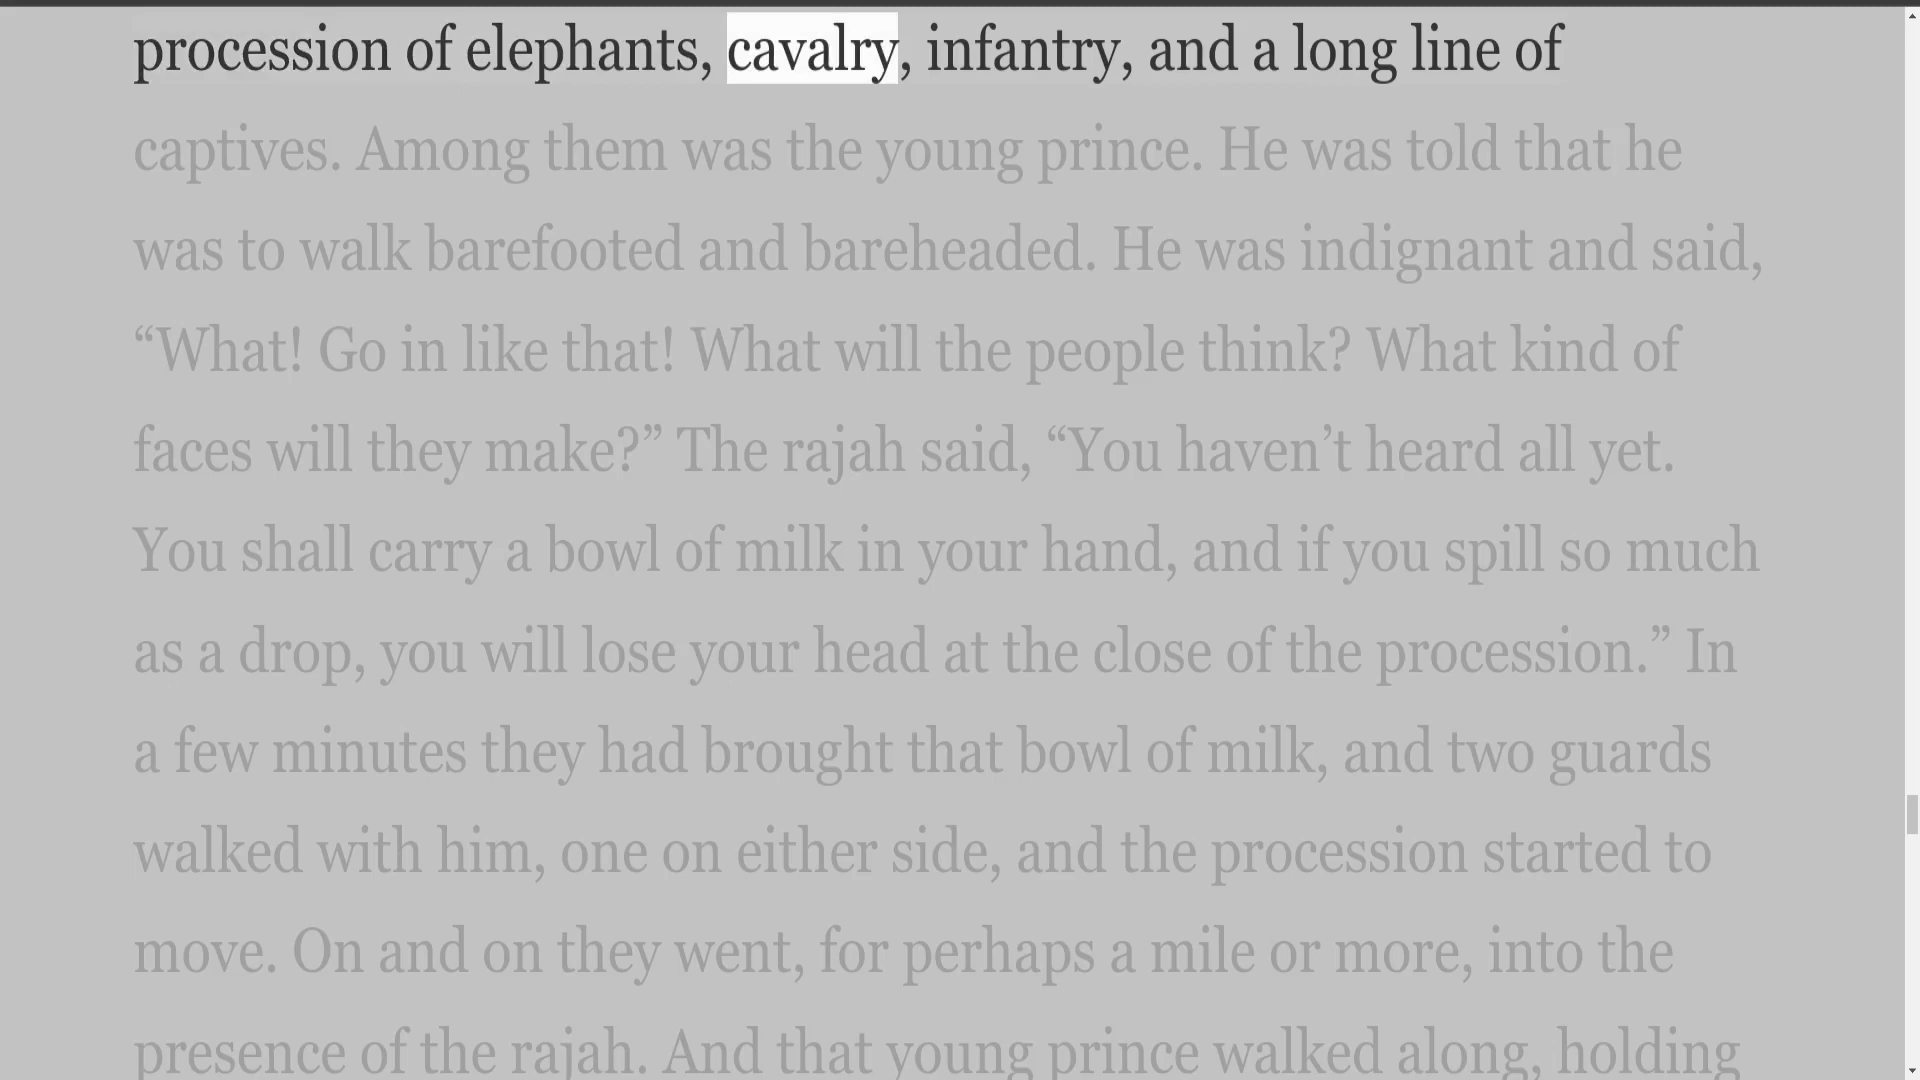 procession of elephants, cavalry, infantry, and a long line of
captives. Among them was the young prince. He was told that he
was to walk barefooted and bareheaded. He was indignant and said,
“What! Go in like that! What will the people think? What kind of
faces will they make?” The rajah said, “You haven’t heard all yet.
You shall carry a bowl of milk in your hand, and if you spill so much
as a drop, you will lose your head at the close of the procession.” In
a few minutes they had brought that bowl of milk, and two guards
walked with him, one on either side, and the procession started to
move. On and on they went, for perhaps a mile or more, into the
presence of the rajah. And that young prince walked along, holding